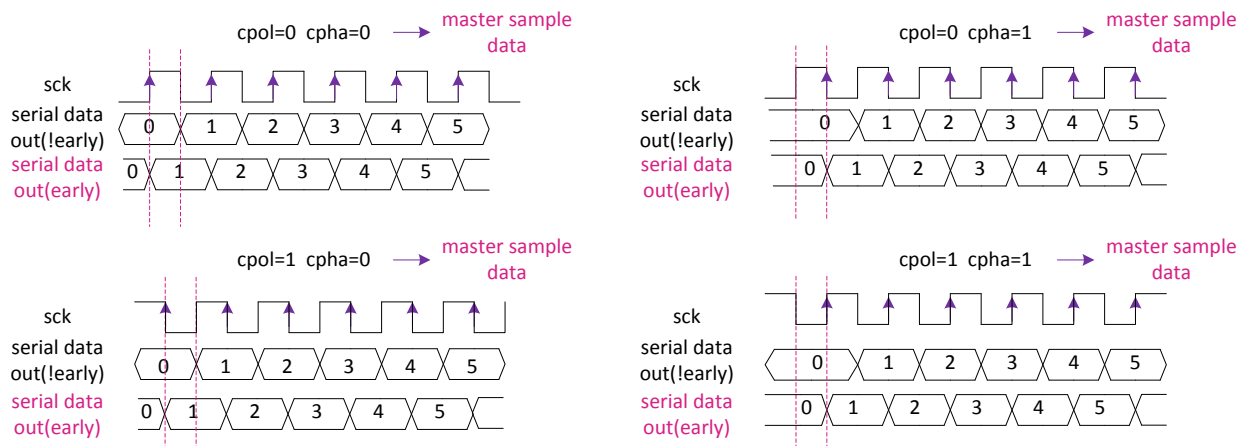 cpol=0 cpha=0
master sample
data
sck
serial data
out(!early)
0 1 2 3 4 5
serial data
out(early)
0 1 2 3 4 5
cpol=0 cpha=1
master sample
data
sck
serial data
out(!early)
0 1 2 3 4 5
serial data
out(early)
0 1 2 3 4 5
cpol=1 cpha=0
master sample
data
sck
serial data
out(!early)
0 1 2 3 4 5
serial data
out(early)
0 1 2 3 4 5
cpol=1 cpha=1
master sample
data
sck
serial data
out(!early)
0 1 2 3 4 5
serial data
out(early)
0 1 2 3 4 5